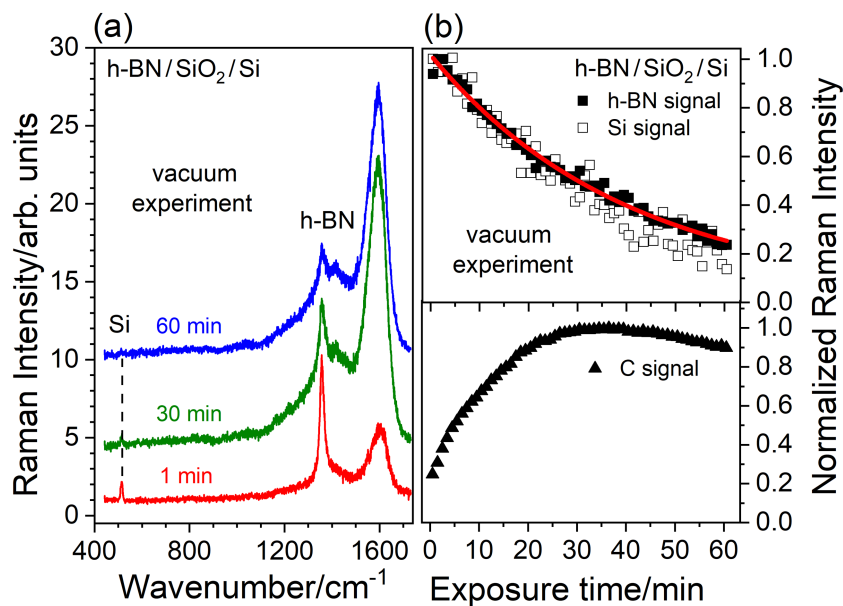 (a)
30
25
20
15
10
5
0
Raman Intensity/arb. units
h-BN/SiO₂/Si
vacuum
experiment
h-BN
Si
60 min
30 min
1 min
400
800
1200
1600
Wavenumber/cm⁻¹
(b)
h-BN/SiO₂/Si
h-BN signal
Si signal
vacuum
experiment
1.0
0.8
0.6
0.4
0.2
0.0
C signal
1.0
0.8
0.6
0.4
0.2
0.0
Normalized Raman Intensity
0
10
20
30
40
50
60
Exposure time/min